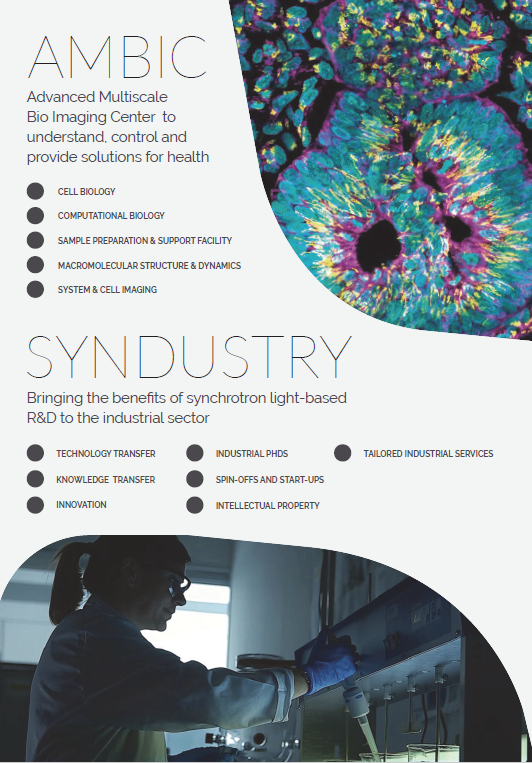 AMBIC
Advanced Multiscale
Bio Imaging Center to
understand, control and
provide solutions for health
CELL BIOLOGY
COMPUTATIONAL BIOLOGY
SAMPLE PREPARATION & SUPPORT FACILITY
MACROMOLECULAR STRUCTURE & DYNAMICS
SYSTEM & CELL IMAGING
SYNDUSTRY
Bringing the benefits of synchrotron light-based
R&D to the industrial sector
TECHNOLOGY TRANSFER
KNOWLEDGE TRANSFER
INNOVATION
INDUSTRIAL PHDS
SPIN-OFFS AND START-UPS
INTELLECTUAL PROPERTY
TAILORED INDUSTRIAL SERVICES